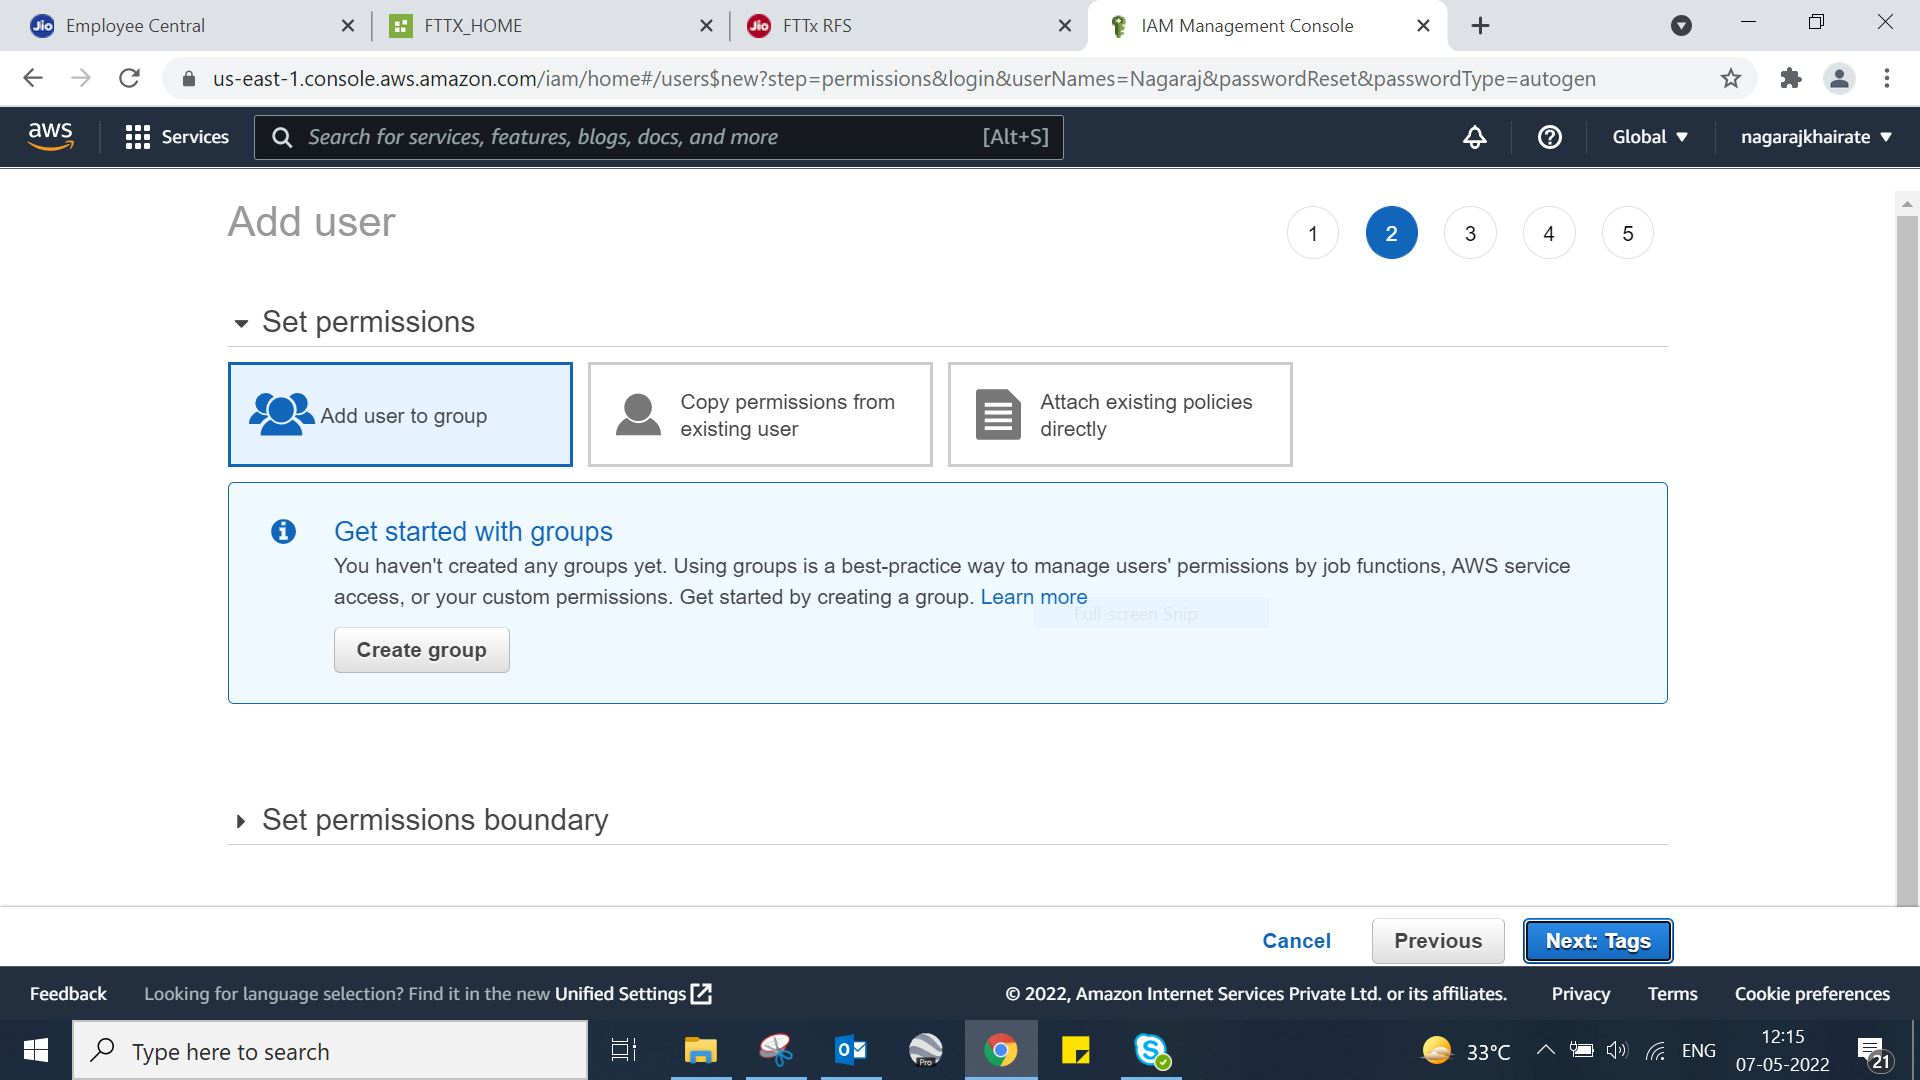 Employee Central
FTTX_HOME
FTTx RFS
IAM Management Console
us-east-1.console.aws.amazon.com/iam/home#/users$new?step=permissions&login&userNames=Nagaraj&passwordReset&passwordType=autogen
aws
Services
Search for services, features, blogs, docs, and more
[Alt+S]
Global
nagarajkhairate
Add user
1 2 3 4 5
Set permissions
Add user to group
Copy permissions from
existing user
Attach existing policies
directly
Get started with groups
You haven't created any groups yet. Using groups is a best-practice way to manage users' permissions by job functions, AWS service
access, or your custom permissions. Get started by creating a group. Learn more
Full-screen Snip
Create group
Set permissions boundary
Cancel
Previous
Next: Tags
Feedback
Looking for language selection? Find it in the new Unified Settings
© 2022, Amazon Internet Services Private Ltd. or its affiliates.
Privacy
Terms
Cookie preferences
Type here to search
Pro
33°C
ENG
12:15
07-05-2022
21